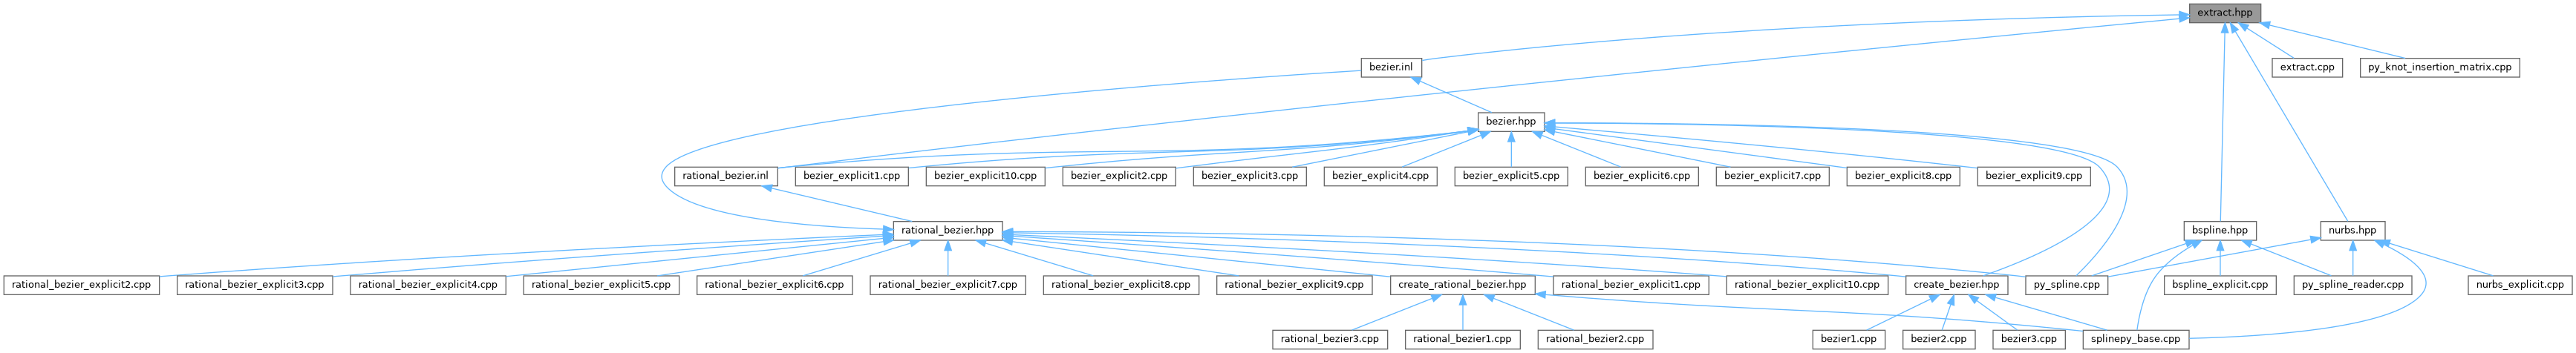 extract.hpp
bezier.inl
extract.cpp
py_knot_insertion_matrix.cpp
bezier.hpp
rational_bezier.inl
bezier_explicit1.cpp
bezier_explicit10.cpp
bezier_explicit2.cpp
bezier_explicit3.cpp
bezier_explicit4.cpp
bezier_explicit5.cpp
bezier_explicit6.cpp
bezier_explicit7.cpp
bezier_explicit8.cpp
bezier_explicit9.cpp
rational_bezier.hpp
bspline.hpp
nurbs.hpp
rational_bezier_explicit2.cpp
rational_bezier_explicit3.cpp
rational_bezier_explicit4.cpp
rational_bezier_explicit5.cpp
rational_bezier_explicit6.cpp
rational_bezier_explicit7.cpp
rational_bezier_explicit8.cpp
rational_bezier_explicit9.cpp
create_rational_bezier.hpp
rational_bezier_explicit1.cpp
rational_bezier_explicit10.cpp
create_bezier.hpp
py_spline.cpp
bspline_explicit.cpp
py_spline_reader.cpp
nurbs_explicit.cpp
rational_bezier3.cpp
rational_bezier1.cpp
rational_bezier2.cpp
bezier1.cpp
bezier2.cpp
bezier3.cpp
splinepy_base.cpp